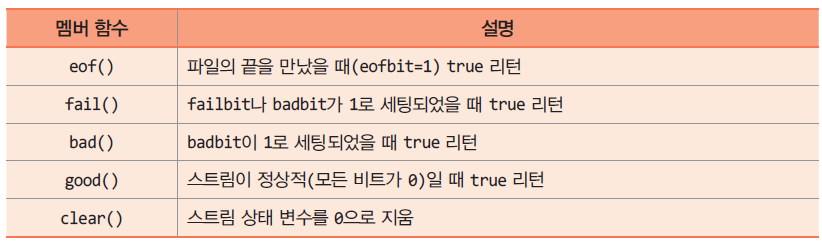 멤버 함수 설명
eof() 파일의 끝을 만났을 때(eofbit=1) true 리턴
fail() failbit나 badbit가 1로 세팅되었을 때 true 리턴
bad() badbit이 1로 세팅되었을 때 true 리턴
good() 스트림이 정상적(모든 비트가 0)일 때 true 리턴
clear() 스트림 상태 변수를 0으로 지움